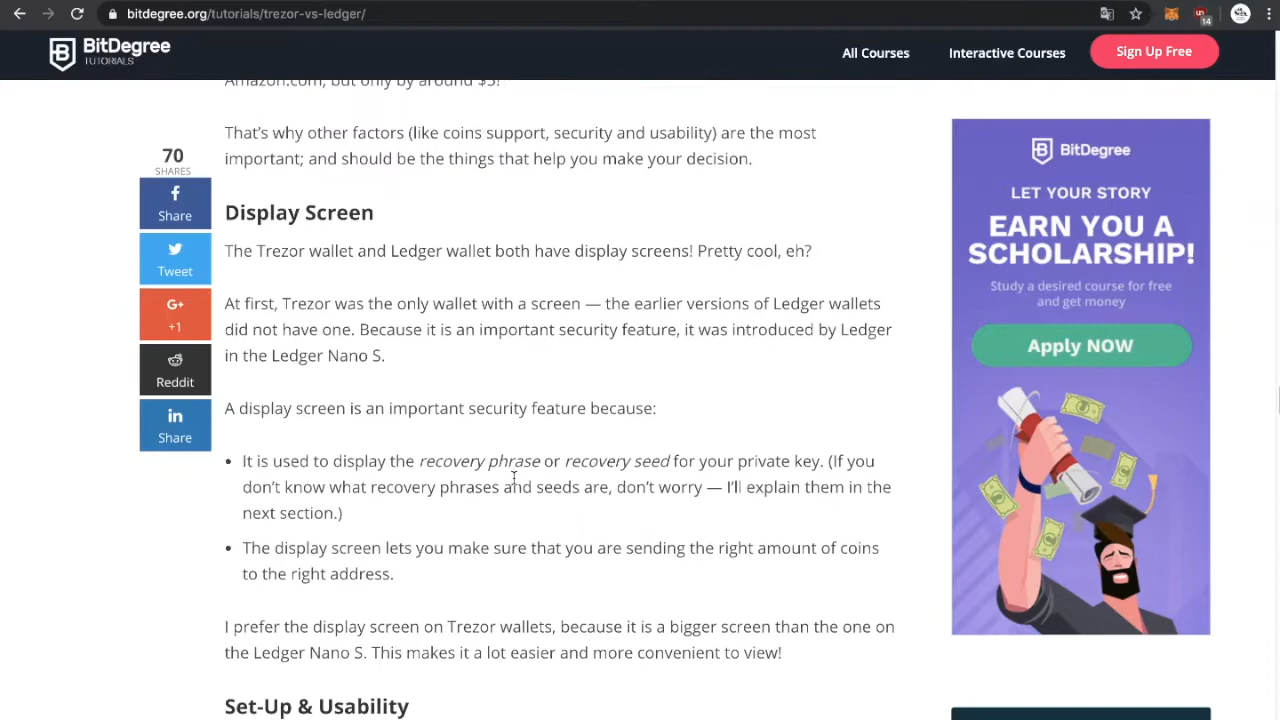 bitdegree.org/tutorials/trezor-vs-ledger/
14
BitDegree
TUTORIALS
All Courses
Interactive Courses
Sign Up Free
Amazon.com, but only by around $5!
That's why other factors (like coins support, security and usability) are the most
important; and should be the things that help you make your decision.
70
SHARES
Share
Tweet
G+
+1
Reddit
in
Share
Display Screen
The Trezor wallet and Ledger wallet both have display screens! Pretty cool, eh?
At first, Trezor was the only wallet with a screen — the earlier versions of Ledger wallets
did not have one. Because it is an important security feature, it was introduced by Ledger
in the Ledger Nano S.
A display screen is an important security feature because:
• It is used to display the recovery phrase or recovery seed for your private key. (If you
don't know what recovery phrases and seeds are, don't worry — I'll explain them in the
next section.)
• The display screen lets you make sure that you are sending the right amount of coins
to the right address.
I prefer the display screen on Trezor wallets, because it is a bigger screen than the one on
the Ledger Nano S. This makes it a lot easier and more convenient to view!
Set-Up & Usability
BitDegree
LET YOUR STORY
EARN YOU A
SCHOLARSHIP!
Study a desired course for free
and get money
Apply NOW